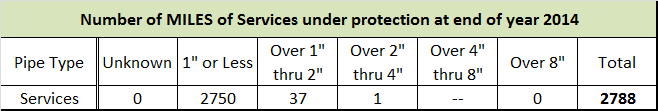 Number of MILES of Services under protection at end of year 2014
Pipe Type Unknown 1" or Less Over 1" thru 2" Over 2" thru 4" Over 4" thru 8" Over 8" Total
Services 0 2750 37 1 -- 0 2788